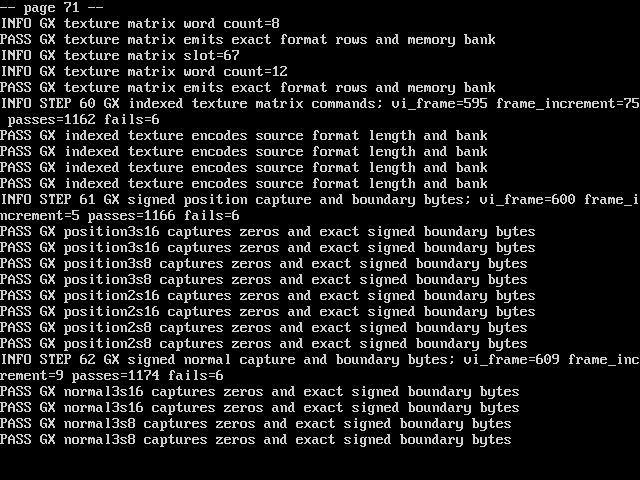 -- page 71 --
INFO GX texture matrix word count=8
PASS GX texture matrix emits exact format rows and memory bank
INFO GX texture matrix slot=67
INFO GX texture matrix word count=12
PASS GX texture matrix emits exact format rows and memory bank
INFO STEP 60 GX indexed texture matrix commands; vi_frame=595 frame_increment=75
 passes=1162 fails=6
PASS GX indexed texture encodes source format length and bank
PASS GX indexed texture encodes source format length and bank
PASS GX indexed texture encodes source format length and bank
PASS GX indexed texture encodes source format length and bank
INFO STEP 61 GX signed position capture and boundary bytes; vi_frame=600 frame_i
ncrement=5 passes=1166 fails=6
PASS GX position3s16 captures zeros and exact signed boundary bytes
PASS GX position3s16 captures zeros and exact signed boundary bytes
PASS GX position3s8 captures zeros and exact signed boundary bytes
PASS GX position3s8 captures zeros and exact signed boundary bytes
PASS GX position2s16 captures zeros and exact signed boundary bytes
PASS GX position2s16 captures zeros and exact signed boundary bytes
PASS GX position2s8 captures zeros and exact signed boundary bytes
PASS GX position2s8 captures zeros and exact signed boundary bytes
INFO STEP 62 GX signed normal capture and boundary bytes; vi_frame=609 frame_inc
rement=9 passes=1174 fails=6
PASS GX normal3s16 captures zeros and exact signed boundary bytes
PASS GX normal3s16 captures zeros and exact signed boundary bytes
PASS GX normal3s8 captures zeros and exact signed boundary bytes
PASS GX normal3s8 captures zeros and exact signed boundary bytes